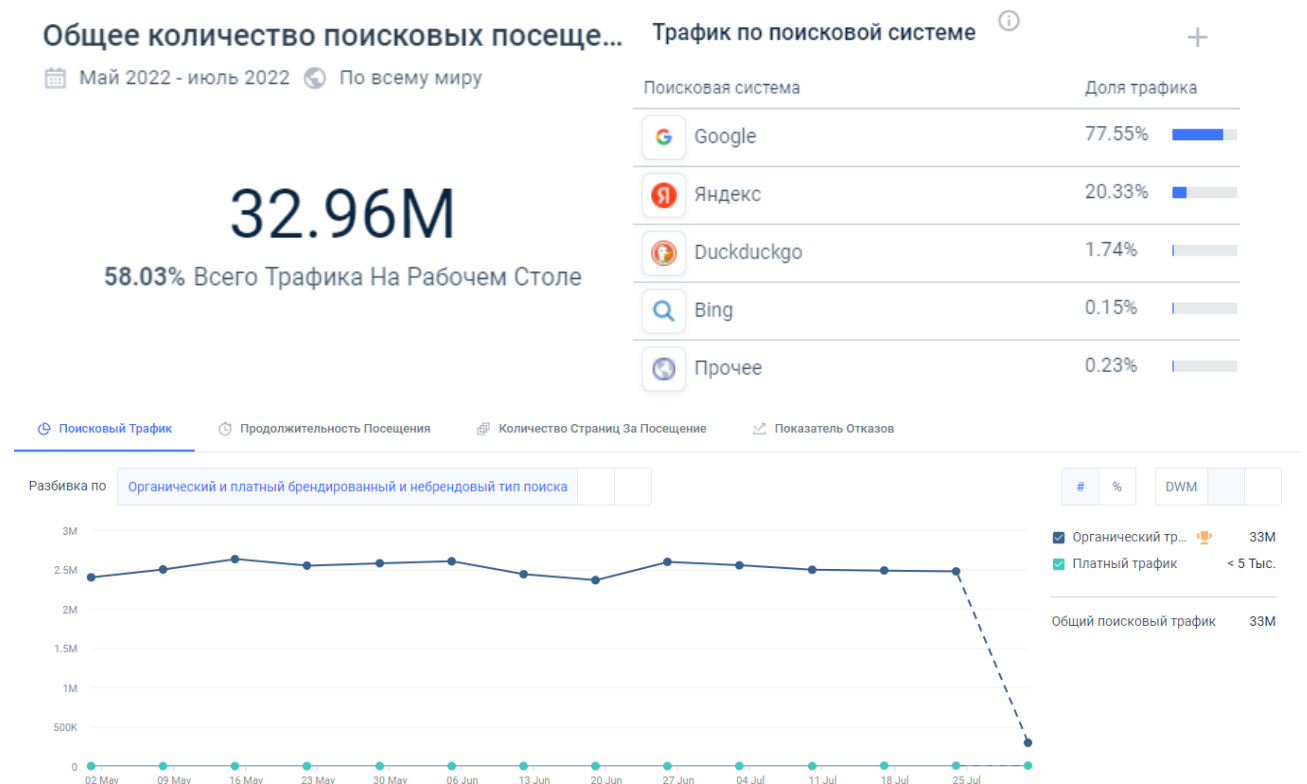 Общее количество поисковых посеще...
Май 2022 - июль 2022 По всему миру
32.96M
58.03% Всего Трафика На Рабочем Столе
Трафик по поисковой системе
Поисковая система Доля трафика
Google 77.55%
Яндекс 20.33%
Duckduckgo 1.74%
Bing 0.15%
Прочее 0.23%
Поисковый Трафик Продолжительность Посещения Количество Страниц За Посещение Показатель Отказов
Разбивка по Органический и платный брендированный и небрендовый тип поиска # % DWM
3M
2.5M
2M
1.5M
1M
500K
0
02 May 09 May 16 May 23 May 30 May 06 Jun 13 Jun 20 Jun 27 Jun 04 Jul 11 Jul 18 Jul 25 Jul
Органический тр... 33M
Платный трафик < 5 Тыс.
Общий поисковый трафик 33M